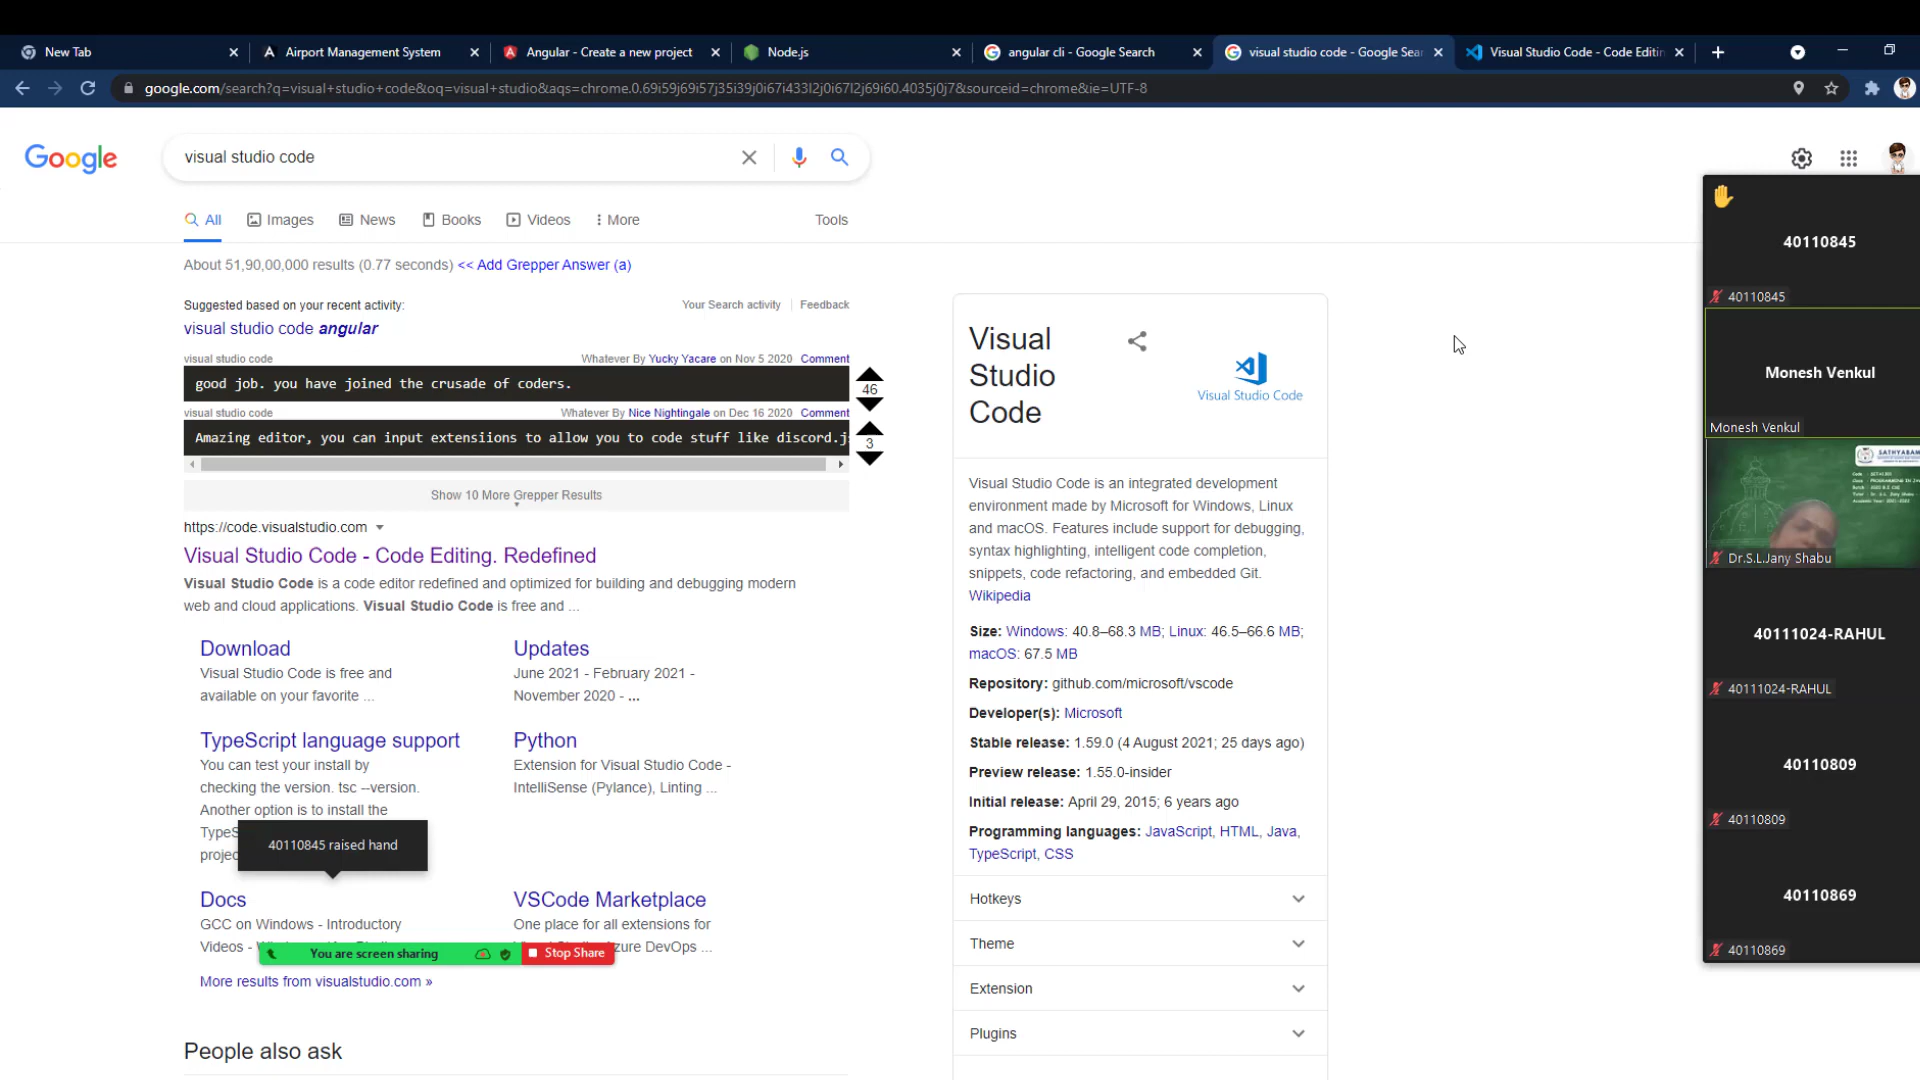 New Tab
Airport Management System
Angular - Create a new project
Node.js
angular cli - Google Search
visual studio code - Google Sear
Visual Studio Code - Code Editin
google.com/search?q=visual+studio+code&oq=visual+studio&aqs=chrome.0.69i59j69i57j35i39j0i67i433l2j0i67l2j69i60.4035j0j7&sourceid=chrome&ie=UTF-8
Google
visual studio code
All
Images
News
Books
Videos
More
Tools
About 51,90,00,000 results (0.77 seconds) << Add Grepper Answer (a)
Suggested based on your recent activity:
Your Search activity
Feedback
visual studio code angular
visual studio code
Whatever By Yucky Yacare on Nov 5 2020 Comment
good job. you have joined the crusade of coders.
46
visual studio code
Whatever By Nice Nightingale on Dec 16 2020 Comment
Amazing editor, you can input extensiions to allow you to code stuff like discord.j
3
Show 10 More Grepper Results
https://code.visualstudio.com
Visual Studio Code - Code Editing. Redefined
Visual Studio Code is a code editor redefined and optimized for building and debugging modern
web and cloud applications. Visual Studio Code is free and ...
Download
Visual Studio Code is free and
available on your favorite ...
Updates
June 2021 - February 2021 -
November 2020 - ...
TypeScript language support
You can test your install by
checking the version. tsc --version.
Another option is to install the
TypeS
projec
Python
Extension for Visual Studio Code -
IntelliSense (Pylance), Linting ...
40110845 raised hand
Docs
GCC on Windows - Introductory
Videos -
VSCode Marketplace
One place for all extensions for
zure DevOps ...
You are screen sharing
Stop Share
More results from visualstudio.com »
People also ask
Visual
Studio
Code
Visual Studio Code
Visual Studio Code is an integrated development
environment made by Microsoft for Windows, Linux
and macOS. Features include support for debugging,
syntax highlighting, intelligent code completion,
snippets, code refactoring, and embedded Git.
Wikipedia
Size: Windows: 40.8–68.3 MB; Linux: 46.5–66.6 MB;
macOS: 67.5 MB
Repository: github.com/microsoft/vscode
Developer(s): Microsoft
Stable release: 1.59.0 (4 August 2021; 25 days ago)
Preview release: 1.55.0-insider
Initial release: April 29, 2015; 6 years ago
Programming languages: JavaScript, HTML, Java,
TypeScript, CSS
Hotkeys
Theme
Extension
Plugins
40110845
40110845
Monesh Venkul
Monesh Venkul
SATHYABAM
Dr.S.L.Jany Shabu
40111024-RAHUL
40111024-RAHUL
40110809
40110809
40110869
40110869